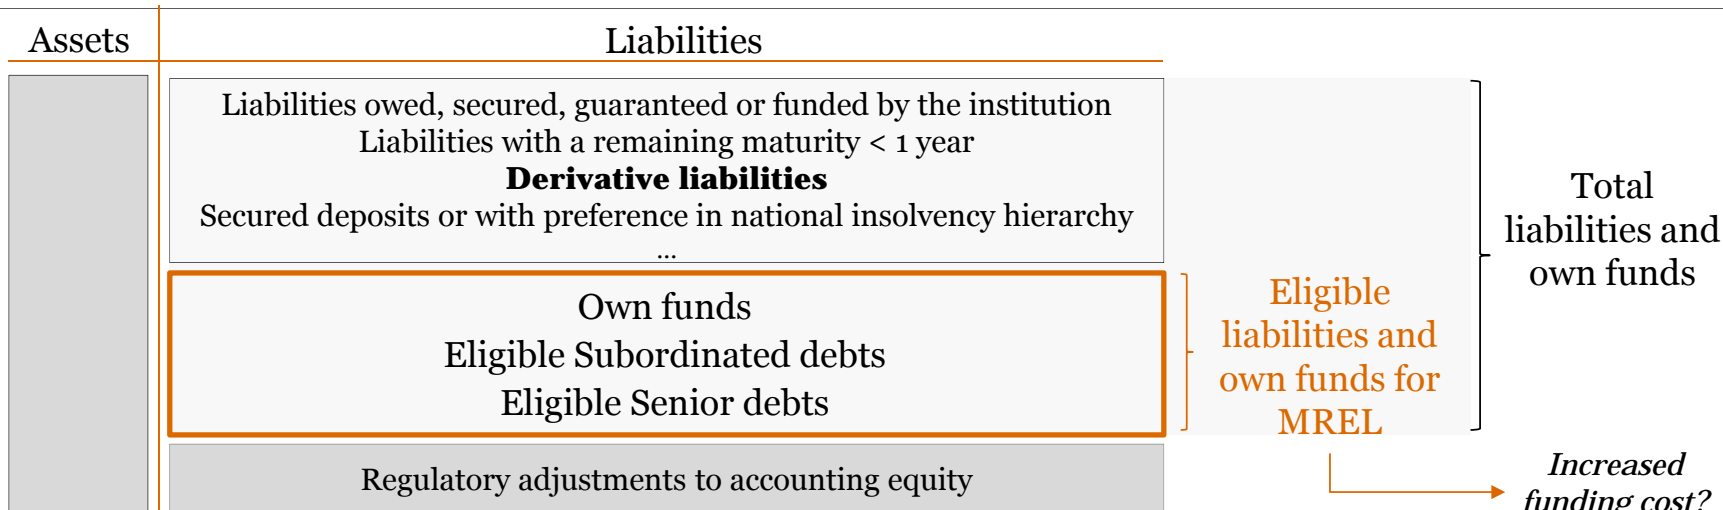 Assets
Liabilities
Liabilities owed, secured, guaranteed or funded by the institution
Liabilities with a remaining maturity < 1 year
Derivative liabilities
Secured deposits or with preference in national insolvency hierarchy
...
Own funds
Eligible Subordinated debts
Eligible Senior debts
Regulatory adjustments to accounting equity
Eligible
liabilities and
own funds for
MREL
Total
liabilities and
own funds
Increased
funding cost?